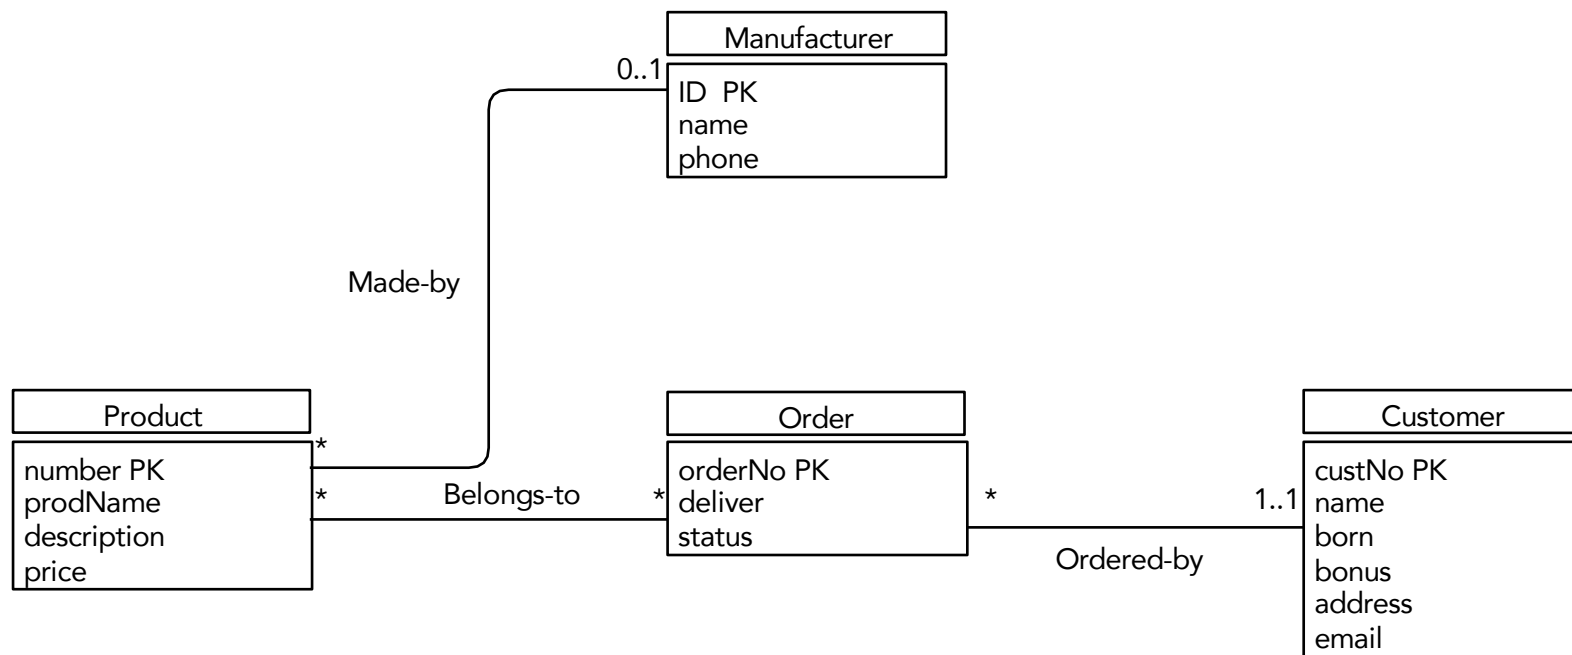 Manufacturer
0..1
ID PK
name
phone
Made-by
Product
*
number PK
prodName
description
price
*
Belongs-to
*
Order
orderNo PK
deliver
status
*
Ordered-by
1..1
Customer
custNo PK
name
born
bonus
address
email